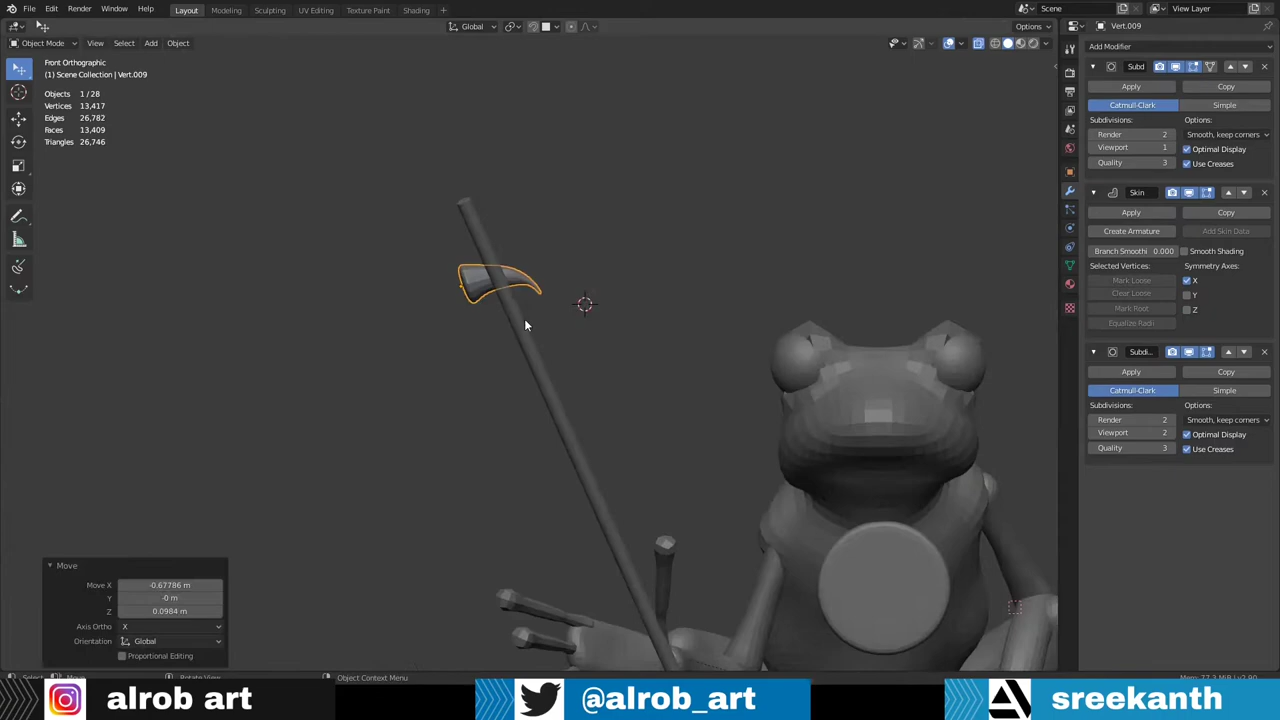 File Edit Render Window Help Layout Modeling Sculpting UV Editing Texture Paint Shading + Scene View Layer
Global Options Vert.009
Object Mode View Select Add Object Add Modifier
Front Orthographic
(1) Scene Collection | Vert.009
Objects 1 / 28
Vertices 13,417
Edges 26,782
Faces 13,409
Triangles 26,746
Subd
Apply Copy
Catmull-Clark Simple
Subdivisions: Options:
Render 2 Smooth, keep corners
Viewport 1 Optimal Display
Quality 3 Use Creases
Skin
Apply Copy
Create Armature Add Skin Data
Branch Smoothi 0.000 Smooth Shading
Selected Vertices: Symmetry Axes:
Mark Loose X
Clear Loose Y
Mark Root Z
Equalize Radii
Subdi...
Apply Copy
Catmull-Clark Simple
Subdivisions: Options:
Render 2 Smooth, keep corners
Viewport 2 Optimal Display
Quality 3 Use Creases
Move
Move X -0.67786 m
Y -0 m
Z 0.0984 m
Axis Ortho X
Orientation Global
Proportional Editing
Object Context Menu
alrob art @alrob_art sreekanth